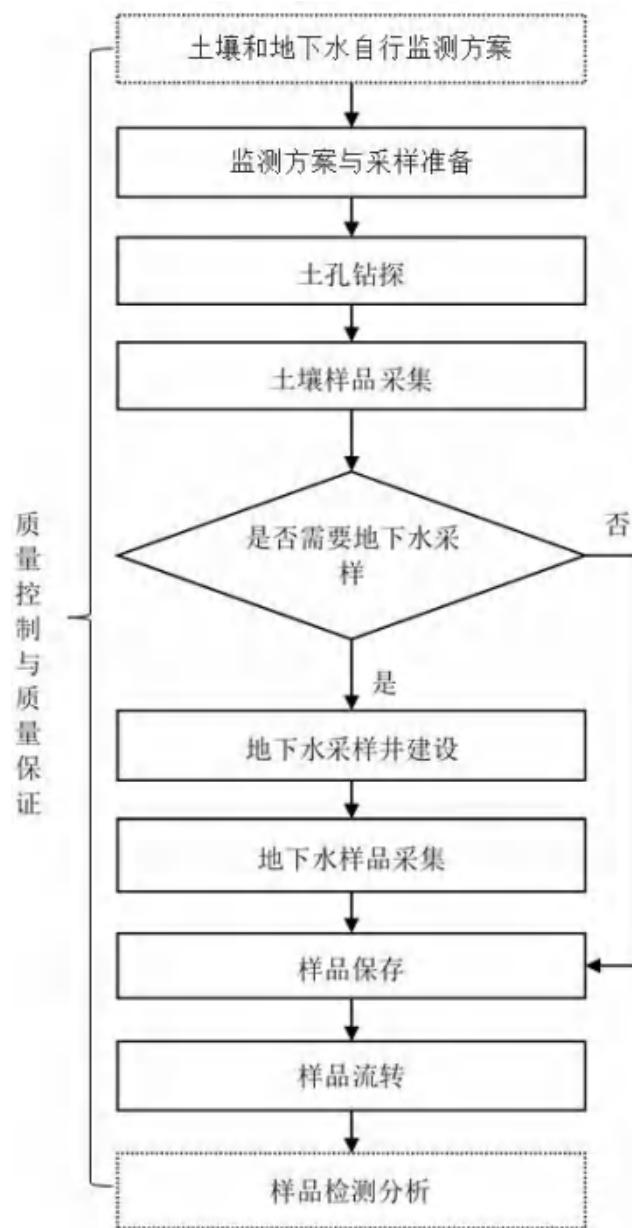 土壤和地下水自行监测方案
监测方案与采样准备
土孔钻探
土壤样品采集
是否需要地下水采
样
否
是
地下水采样井建设
地下水样品采集
样品保存
样品流转
样品检测分析
质量控制与质量保证